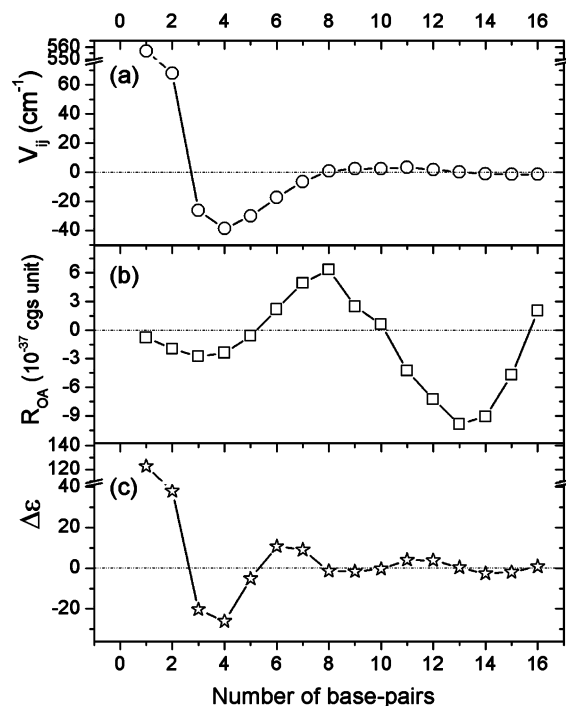 0 2 4 6 8 10 12 14 16
560
550
60
40
20
0
-20
-40
V_ij (cm^-1)
(a)
6
3
0
-3
-6
-9
R_OA (10^-37 cgs unit)
(b)
140
120
40
20
0
-20
Δε
(c)
0 2 4 6 8 10 12 14 16
Number of base-pairs